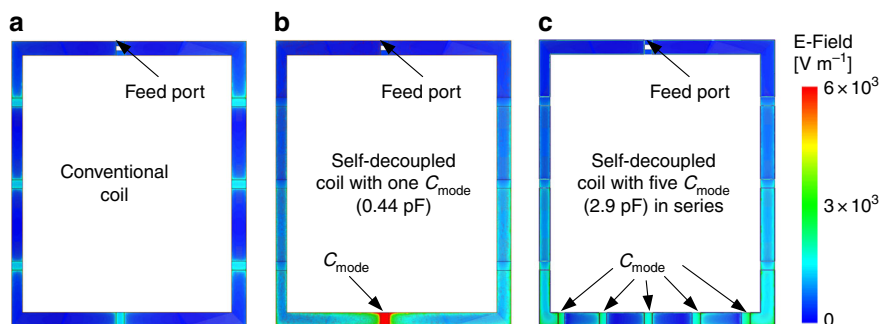 a
Feed port
Conventional
coil
b
Feed port
Self-decoupled
coil with one Cmode
(0.44 pF)
Cmode
c
Feed port
Self-decoupled
coil with five Cmode
(2.9 pF) in series
Cmode
E-Field
[V m⁻¹]
6 × 10³
3 × 10³
0